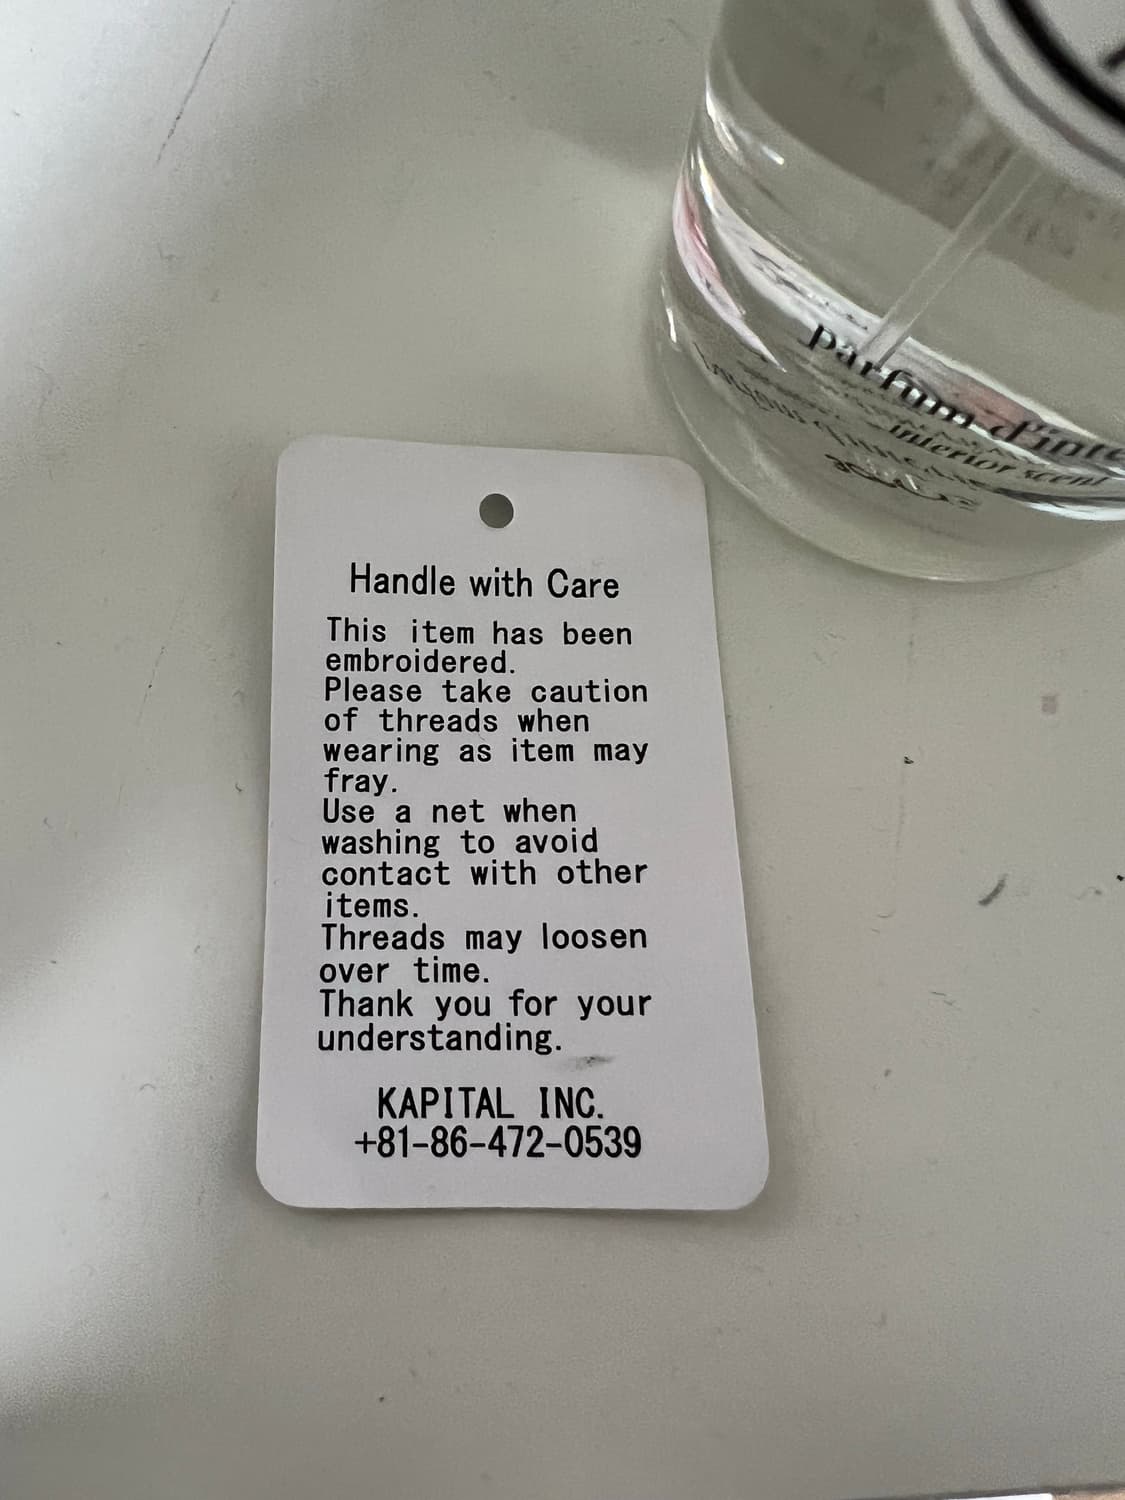 parfum
interior scent
Handle with Care
This item has been
embroidered.
Please take caution
of threads when
wearing as item may
fray.
Use a net when
washing to avoid
contact with other
items.
Threads may loosen
over time.
Thank you for your
understanding.
KAPITAL INC.
+81-86-472-0539